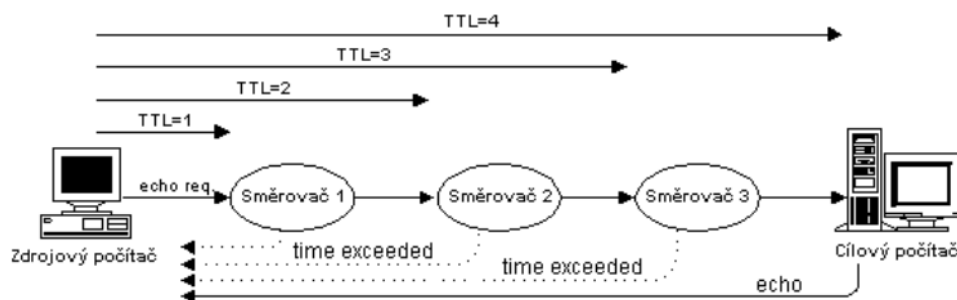 TTL=4
TTL=3
TTL=2
TTL=1
echo req.
Směrovač 1
Směrovač 2
Směrovač 3
Zdrojový počítač
time exceeded
time exceeded
Cílový počítač
echo